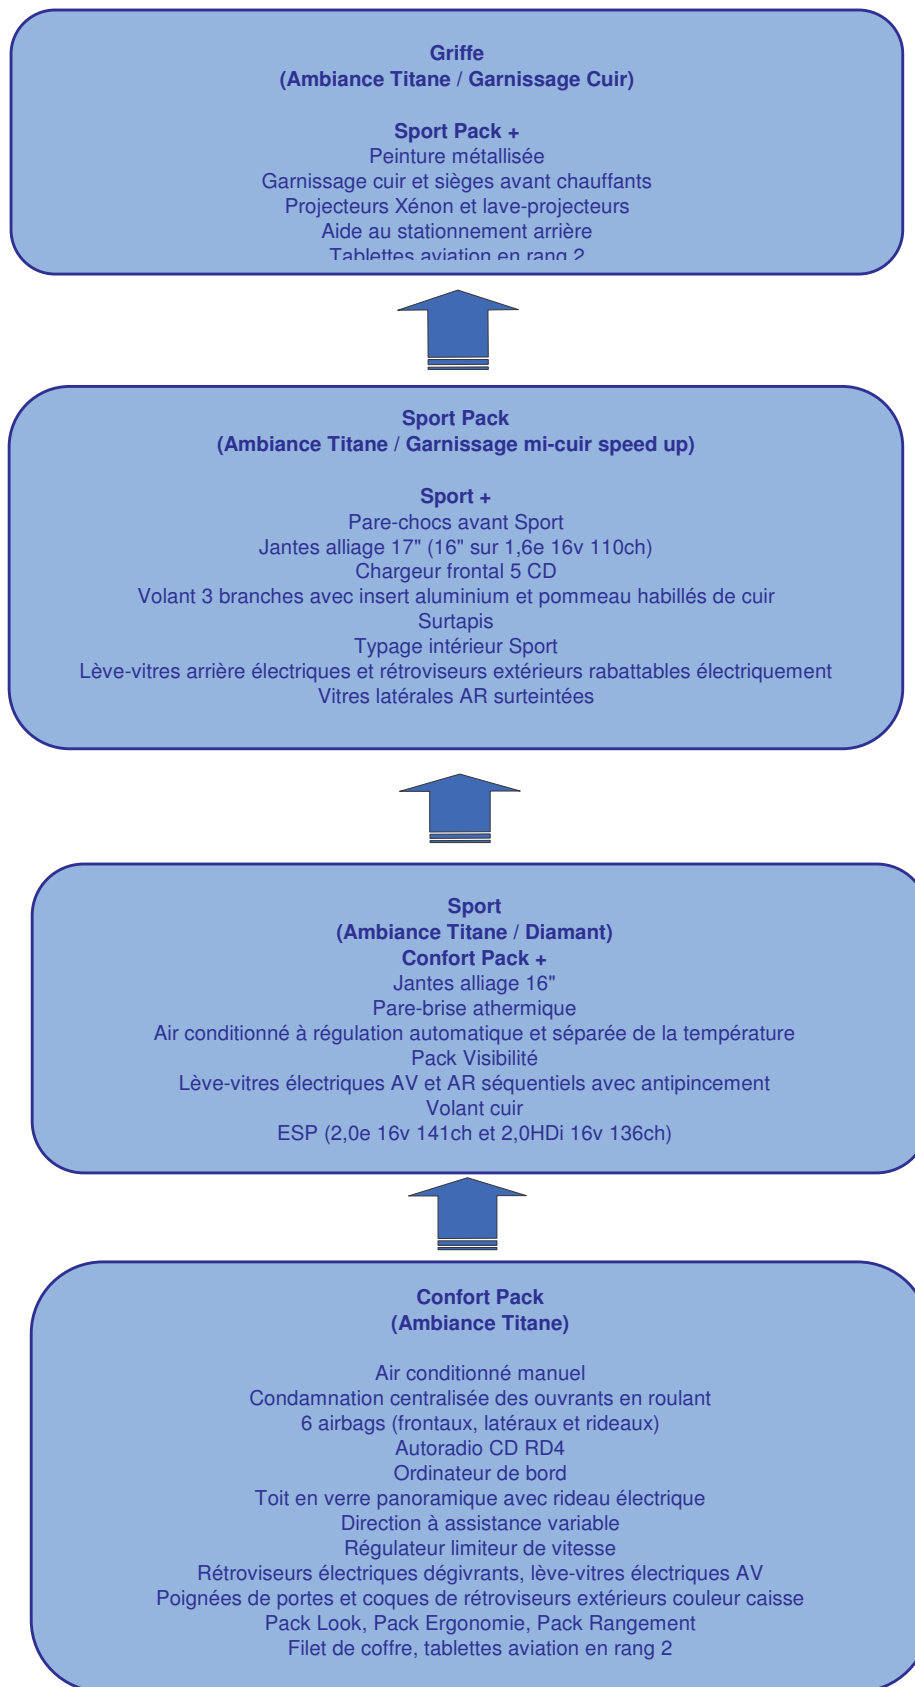 Griffe
(Ambiance Titane / Garnissage Cuir)
Sport Pack +
Peinture métallisée
Garnissage cuir et sièges avant chauffants
Projecteurs Xénon et lave-projecteurs
Aide au stationnement arrière
Tablettes aviation en rang 2
Sport Pack
(Ambiance Titane / Garnissage mi-cuir speed up)
Sport +
Pare-chocs avant Sport
Jantes alliage 17" (16" sur 1,6e 16v 110ch)
Chargeur frontal 5 CD
Volant 3 branches avec insert aluminium et pommeau habillés de cuir
Surtapis
Typage intérieur Sport
Lève-vitres arrière électriques et rétroviseurs extérieurs rabattables électriquement
Vitres latérales AR surteintées
Sport
(Ambiance Titane / Diamant)
Confort Pack +
Jantes alliage 16"
Pare-brise athermique
Air conditionné à régulation automatique et séparée de la température
Pack Visibilité
Lève-vitres électriques AV et AR séquentiels avec antipincement
Volant cuir
ESP (2,0e 16v 141ch et 2,0HDi 16v 136ch)
Confort Pack
(Ambiance Titane)
Air conditionné manuel
Condamnation centralisée des ouvrants en roulant
6 airbags (frontaux, latéraux et rideaux)
Autoradio CD RD4
Ordinateur de bord
Toit en verre panoramique avec rideau électrique
Direction à assistance variable
Régulateur limiteur de vitesse
Rétroviseurs électriques dégivrants, lève-vitres électriques AV
Poignées de portes et coques de rétroviseurs extérieurs couleur caisse
Pack Look, Pack Ergonomie, Pack Rangement
Filet de coffre, tablettes aviation en rang 2